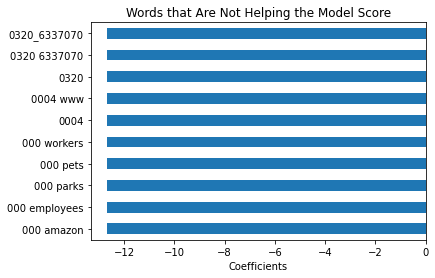 Words that Are Not Helping the Model Score
0320_6337070
0320 6337070
0320
0004 www
0004
000 workers
000 pets
000 parks
000 employees
000 amazon
−12 −10 −8 −6 −4 −2 0
Coefficients